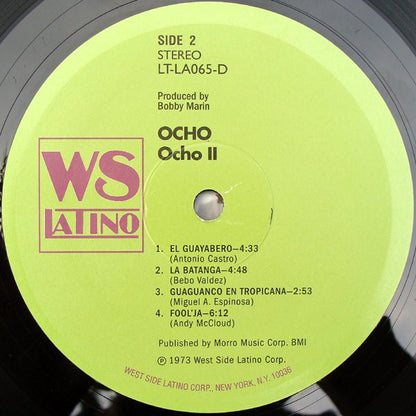 SIDE 2
STEREO
LT-LA065-D
Produced by
Bobby Marin
OCHO
Ocho II
WS
LATINO
1. EL GUAYABERO—4:33
(Antonio Castro)
2. LA BATANGA—4:48
(Bebo Valdez)
3. GUAGUANCO EN TROPICANA—2:53
(Miguel A. Espinosa)
4. FOOL'JA—6:12
(Andy McCloud)
Published by Morro Music Corp. BMI
℗ 1973 West Side Latino Corp.
WEST SIDE LATINO CORP., NEW YORK, N.Y. 10036